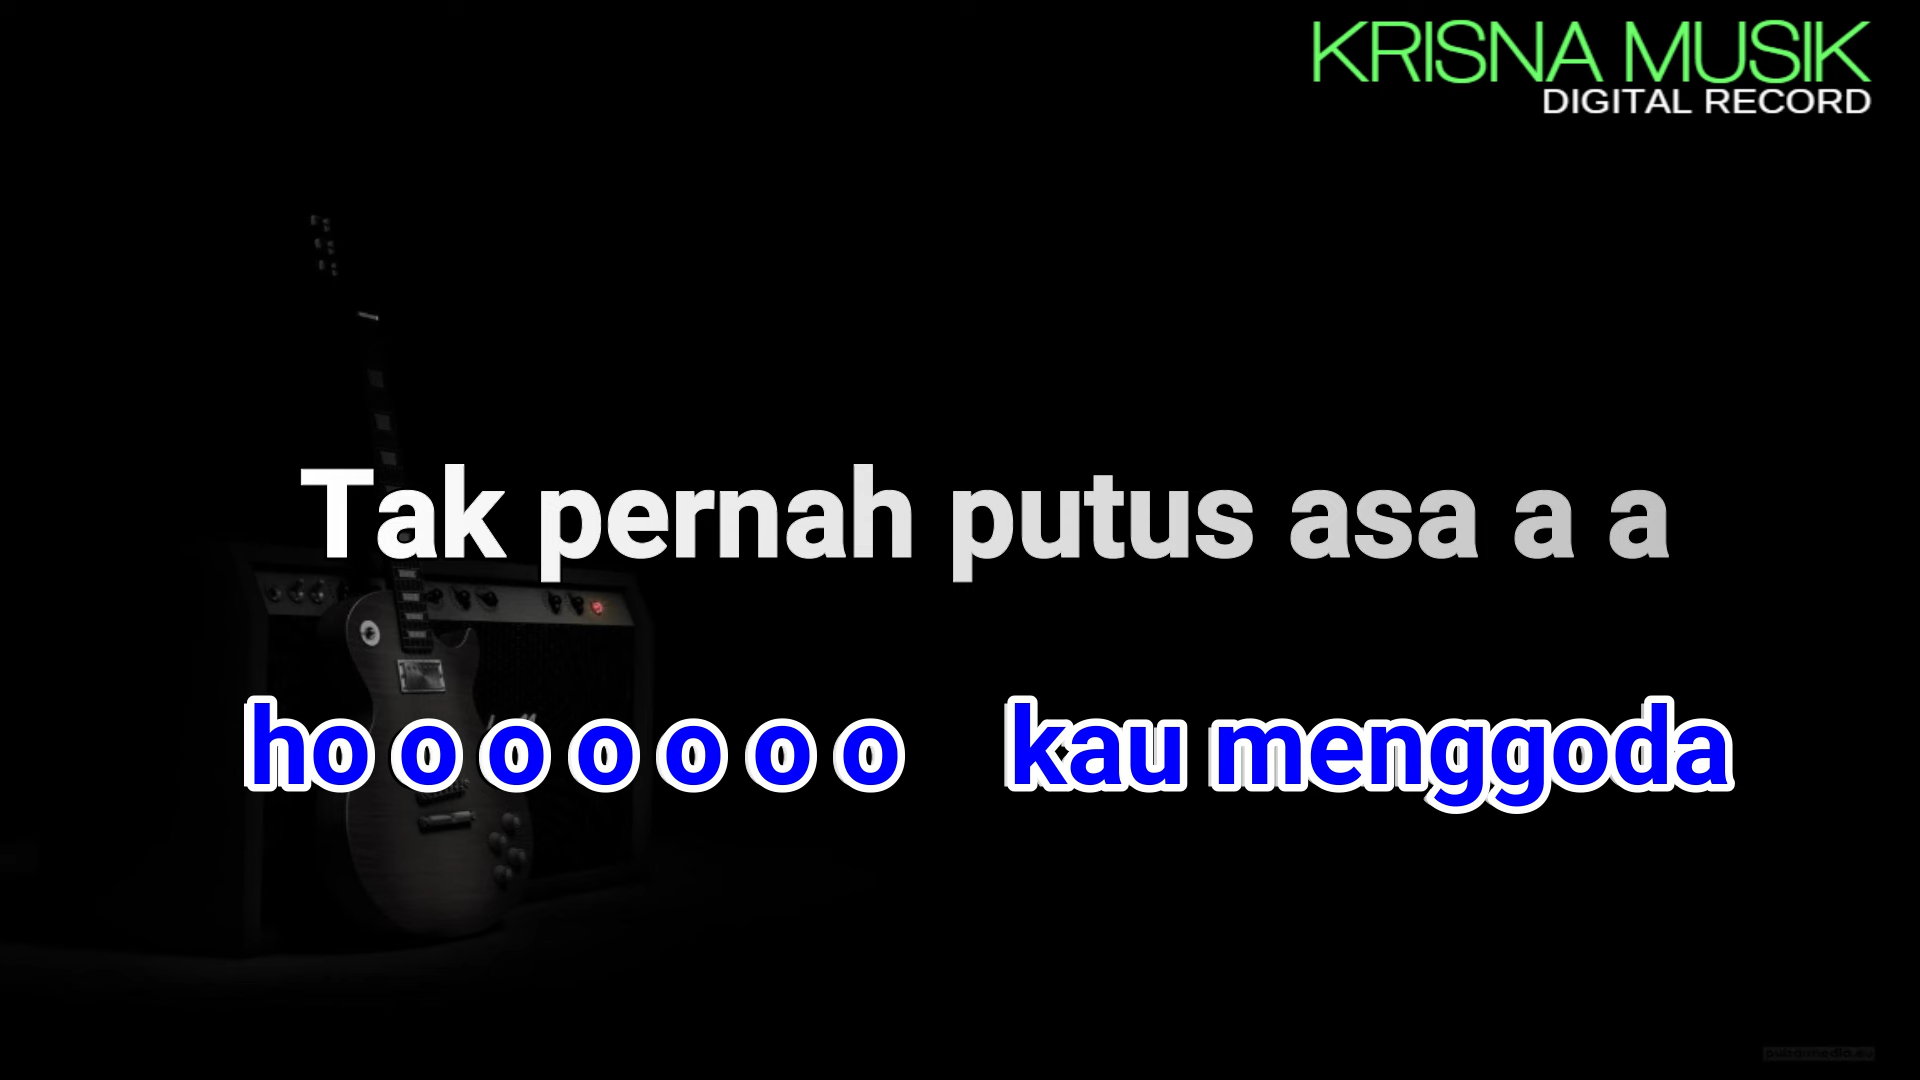 KRISNA MUSIK
DIGITAL RECORD
Tak pernah putus asa a a
ho o o o o o o kau menggoda